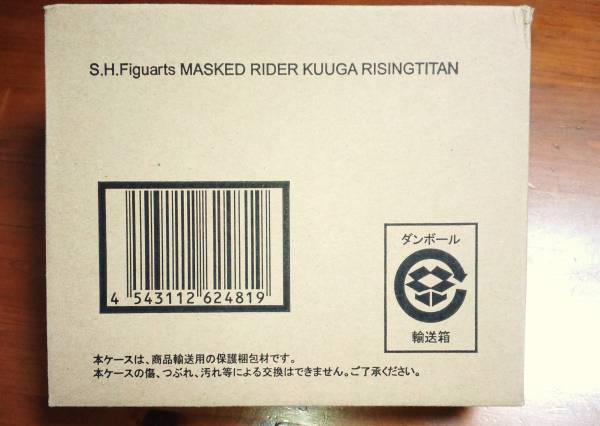 S.H.Figuarts MASKED RIDER KUUGA RISINGTITAN
4 543112 624819
ダンボール
輸送箱
本ケースは、商品輸送用の保護梱包材です。
本ケースの傷、つぶれ、汚れ等による交換はできません。ご了承ください。